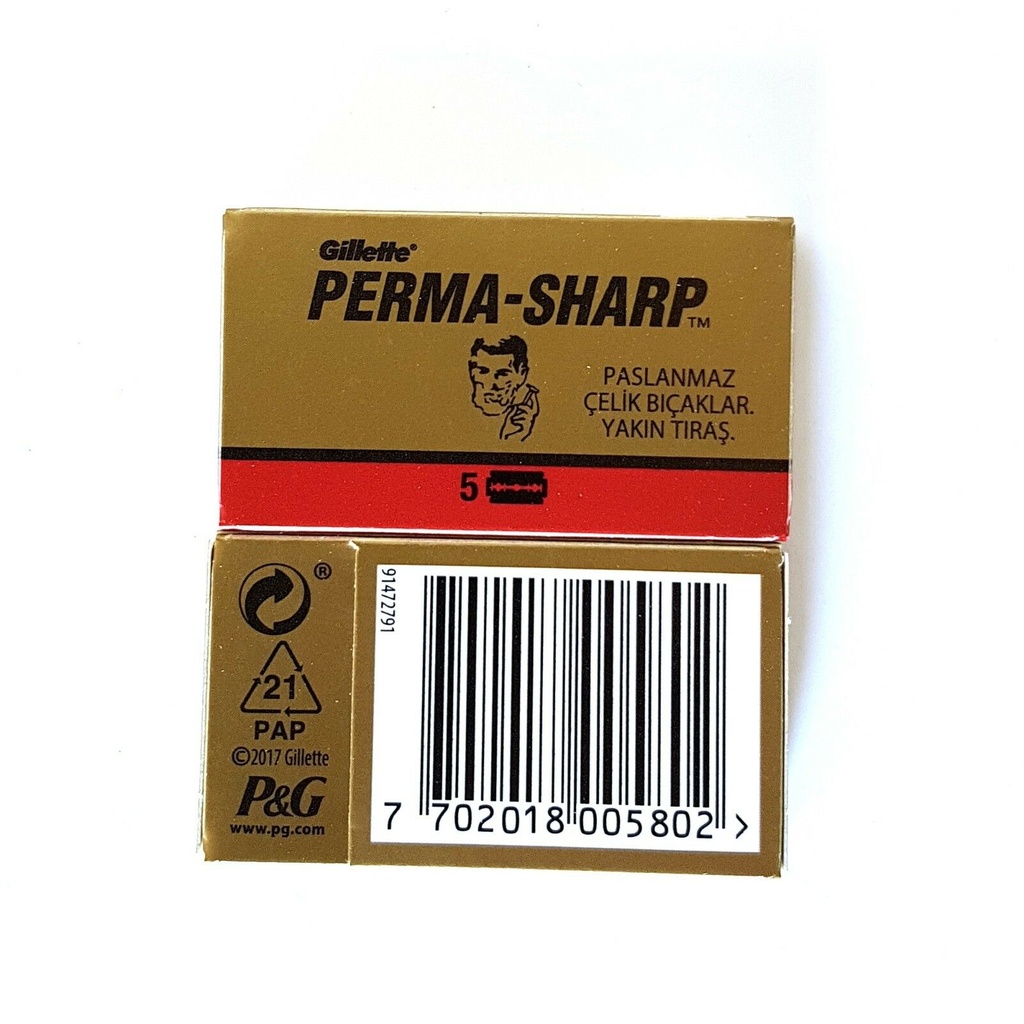 Gillette®
PERMA-SHARP™
PASLANMAZ
ÇELİK BIÇAKLAR.
YAKIN TIRAŞ.
5
®
21
PAP
©2017 Gillette
P&G
www.pg.com
91472791
7 702018 005802 >